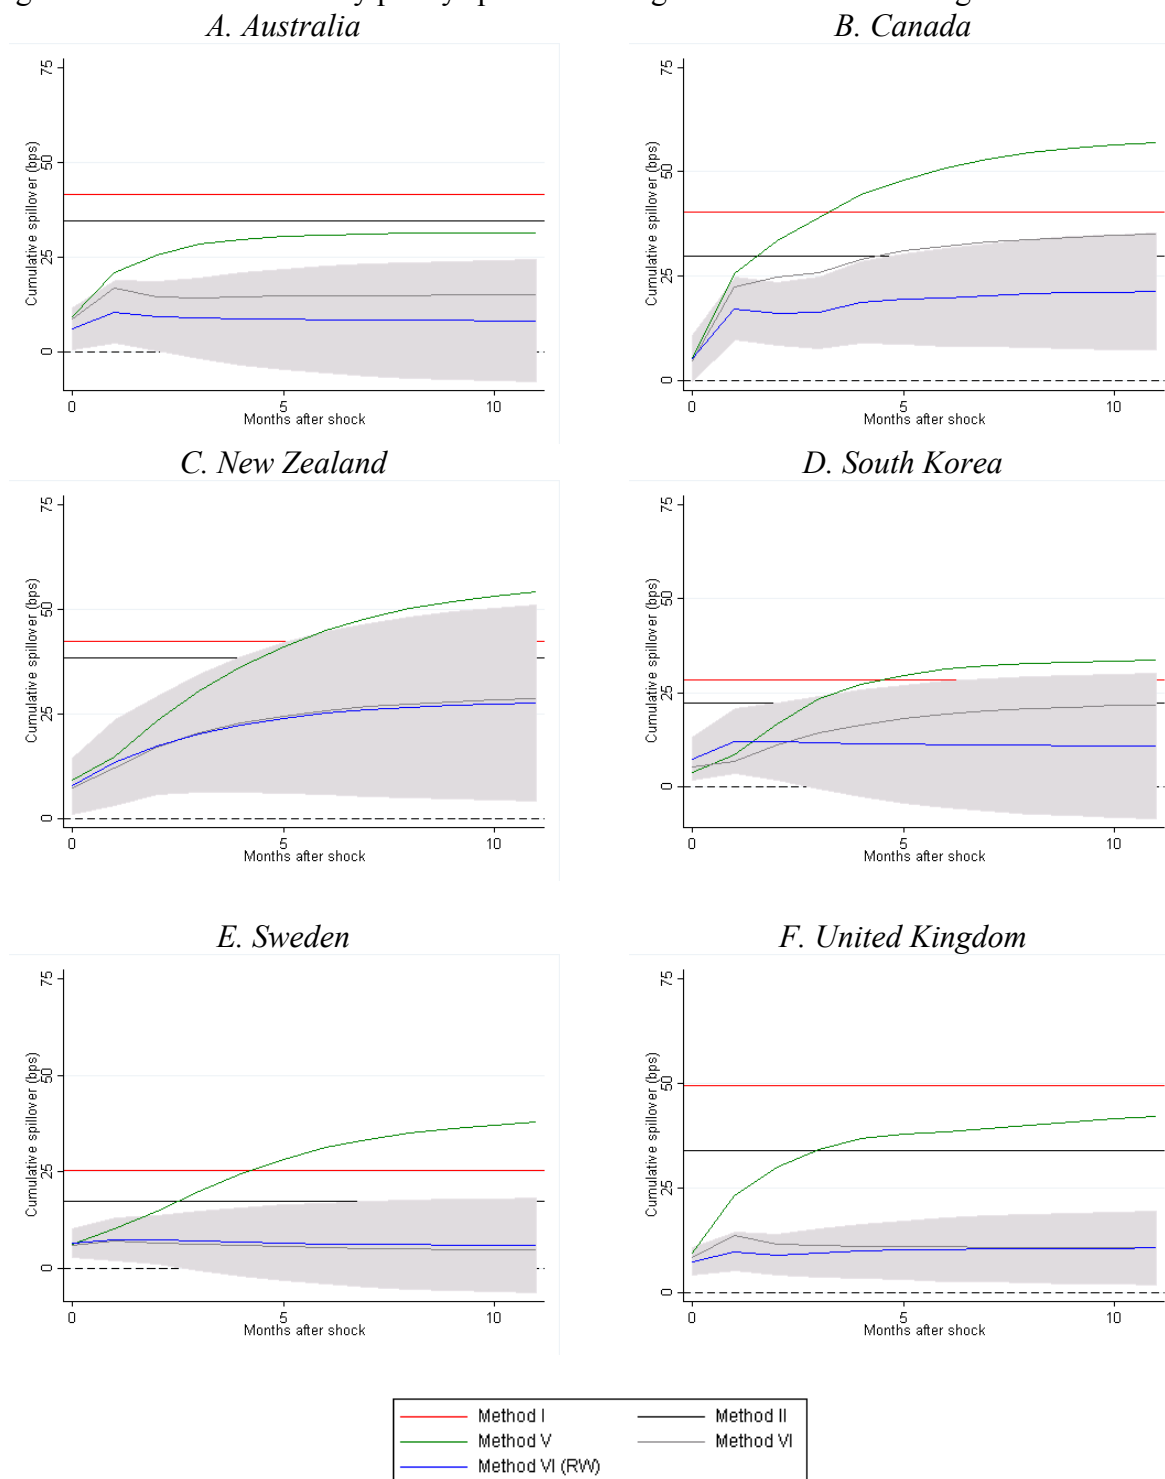 A. Australia
B. Canada
75
50
25
0
Cumulative spillover (bps)
0 5 10
Months after shock
75
50
25
0
Cumulative spillover (bps)
0 5 10
Months after shock
C. New Zealand
D. South Korea
75
50
25
0
Cumulative spillover (bps)
0 5 10
Months after shock
75
50
25
0
Cumulative spillover (bps)
0 5 10
Months after shock
E. Sweden
F. United Kingdom
75
50
25
0
Cumulative spillover (bps)
0 5 10
Months after shock
75
50
25
0
Cumulative spillover (bps)
0 5 10
Months after shock
Method I
Method II
Method V
Method VI
Method VI (RW)